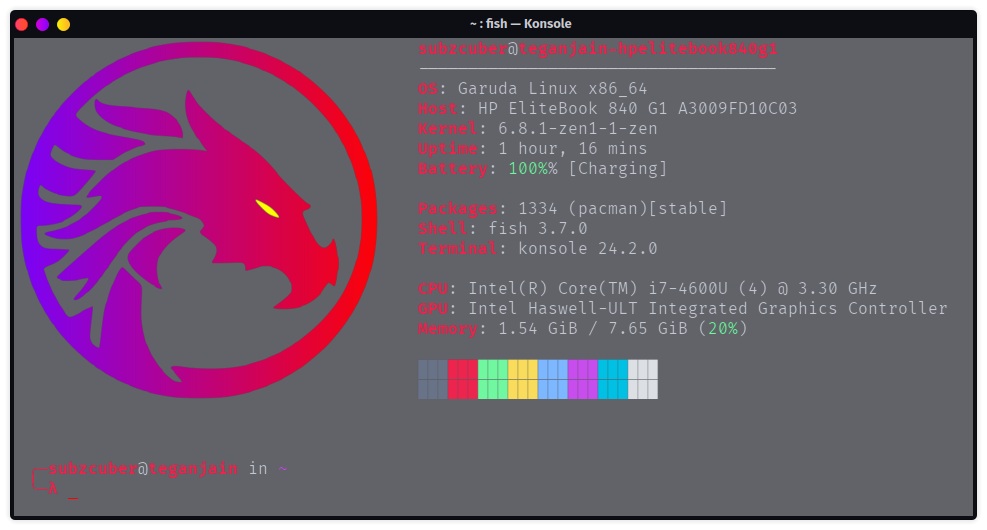 ~ : fish — Konsole
subzcuber@teganjain-hpelitebook840g1
------------------------------------
OS: Garuda Linux x86_64
Host: HP EliteBook 840 G1 A3009FD10C03
Kernel: 6.8.1-zen1-1-zen
Uptime: 1 hour, 16 mins
Battery: 100%% [Charging]
Packages: 1334 (pacman)[stable]
Shell: fish 3.7.0
Terminal: konsole 24.2.0
CPU: Intel(R) Core(TM) i7-4600U (4) @ 3.30 GHz
GPU: Intel Haswell-ULT Integrated Graphics Controller
Memory: 1.54 GiB / 7.65 GiB (20%)
╭─subzcuber@teganjain in ~
╰─λ _